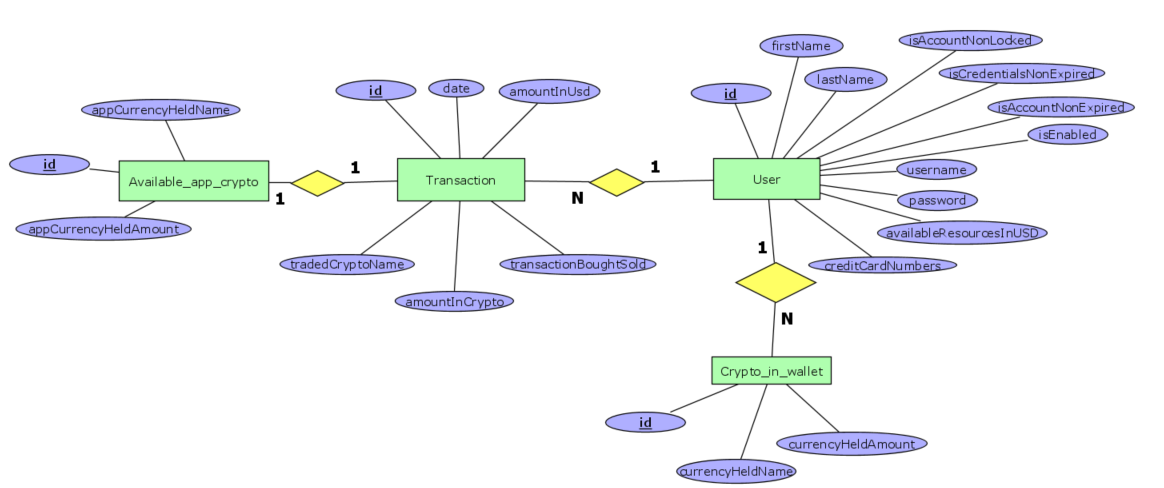 firstName
isAccountNonLocked
lastName
isCredentialsNonExpired
id
date
amountInUsd
id
isAccountNonExpired
appCurrencyHeldName
isEnabled
id
1
1
username
Available_app_crypto
Transaction
User
1
N
password
appCurrencyHeldAmount
availableResourcesInUSD
tradedCryptoName
transactionBoughtSold
creditCardNumbers
1
amountInCrypto
N
Crypto_in_wallet
id
currencyHeldAmount
currencyHeldName